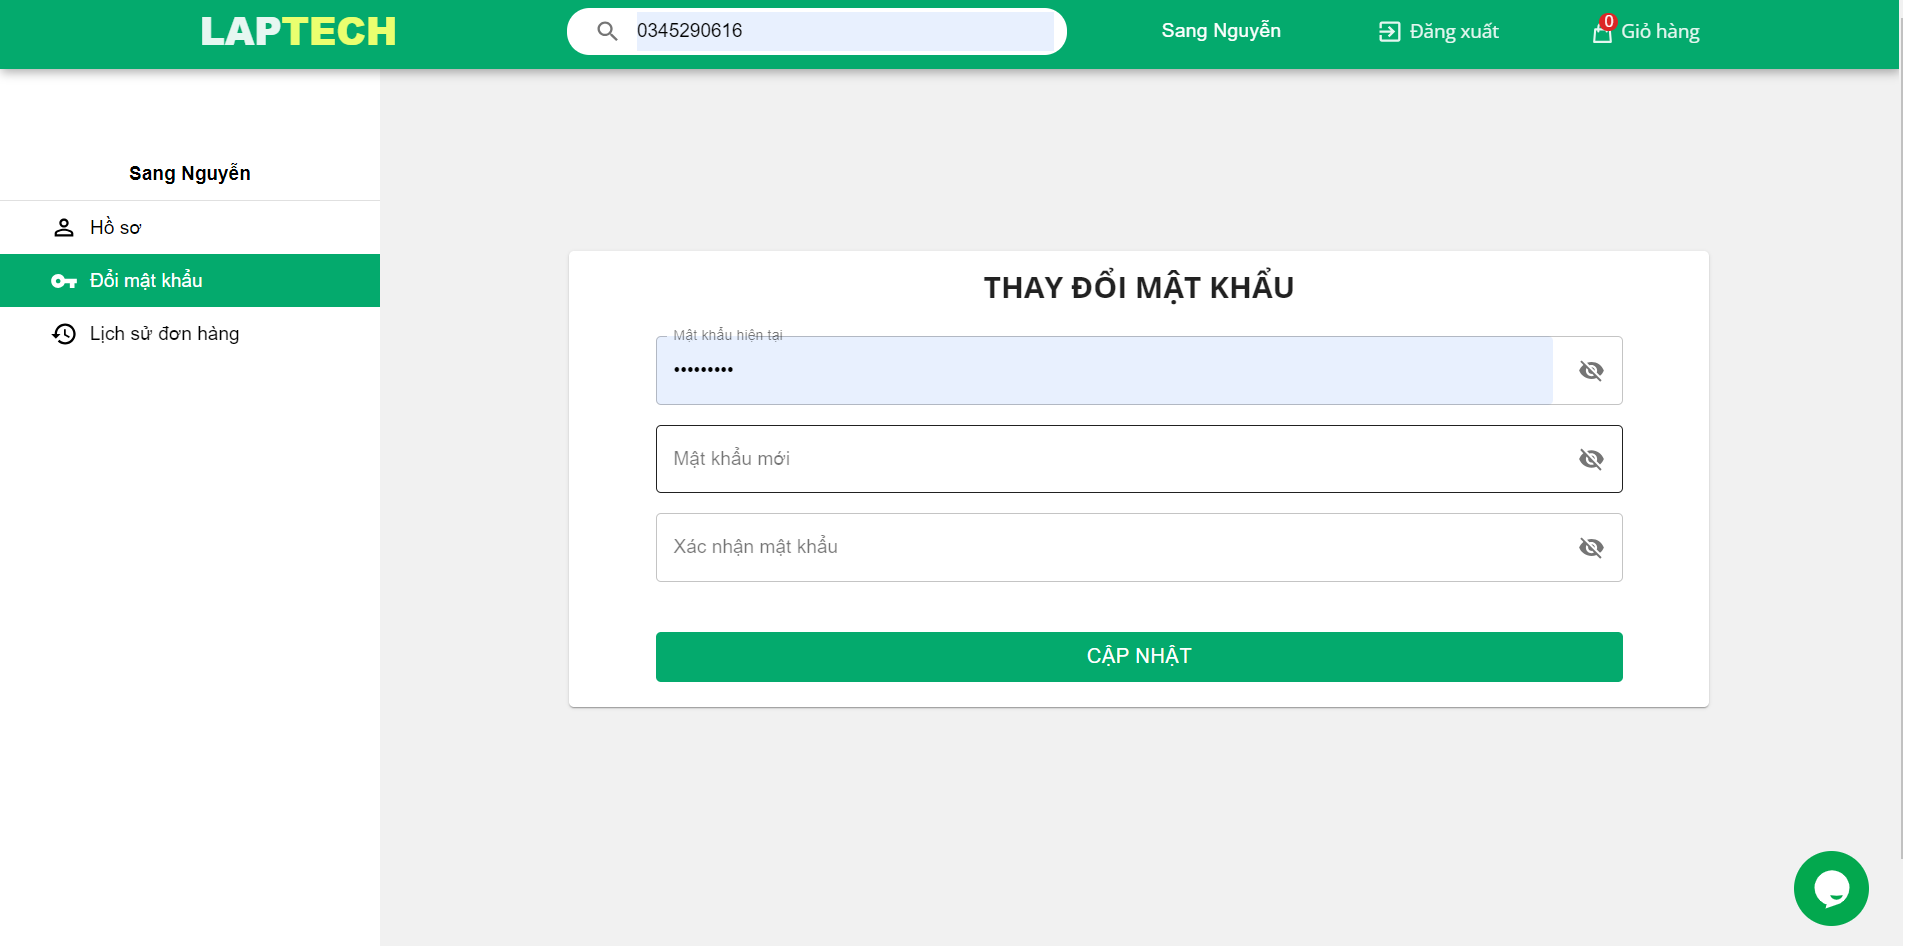 LAPTECH
0345290616
Sang Nguyễn
Đăng xuất
0
Giỏ hàng
Sang Nguyễn
Hồ sơ
Đổi mật khẩu
Lịch sử đơn hàng
THAY ĐỔI MẬT KHẨU
Mật khẩu hiện tại
•••••••••
Mật khẩu mới
Xác nhận mật khẩu
CẬP NHẬT